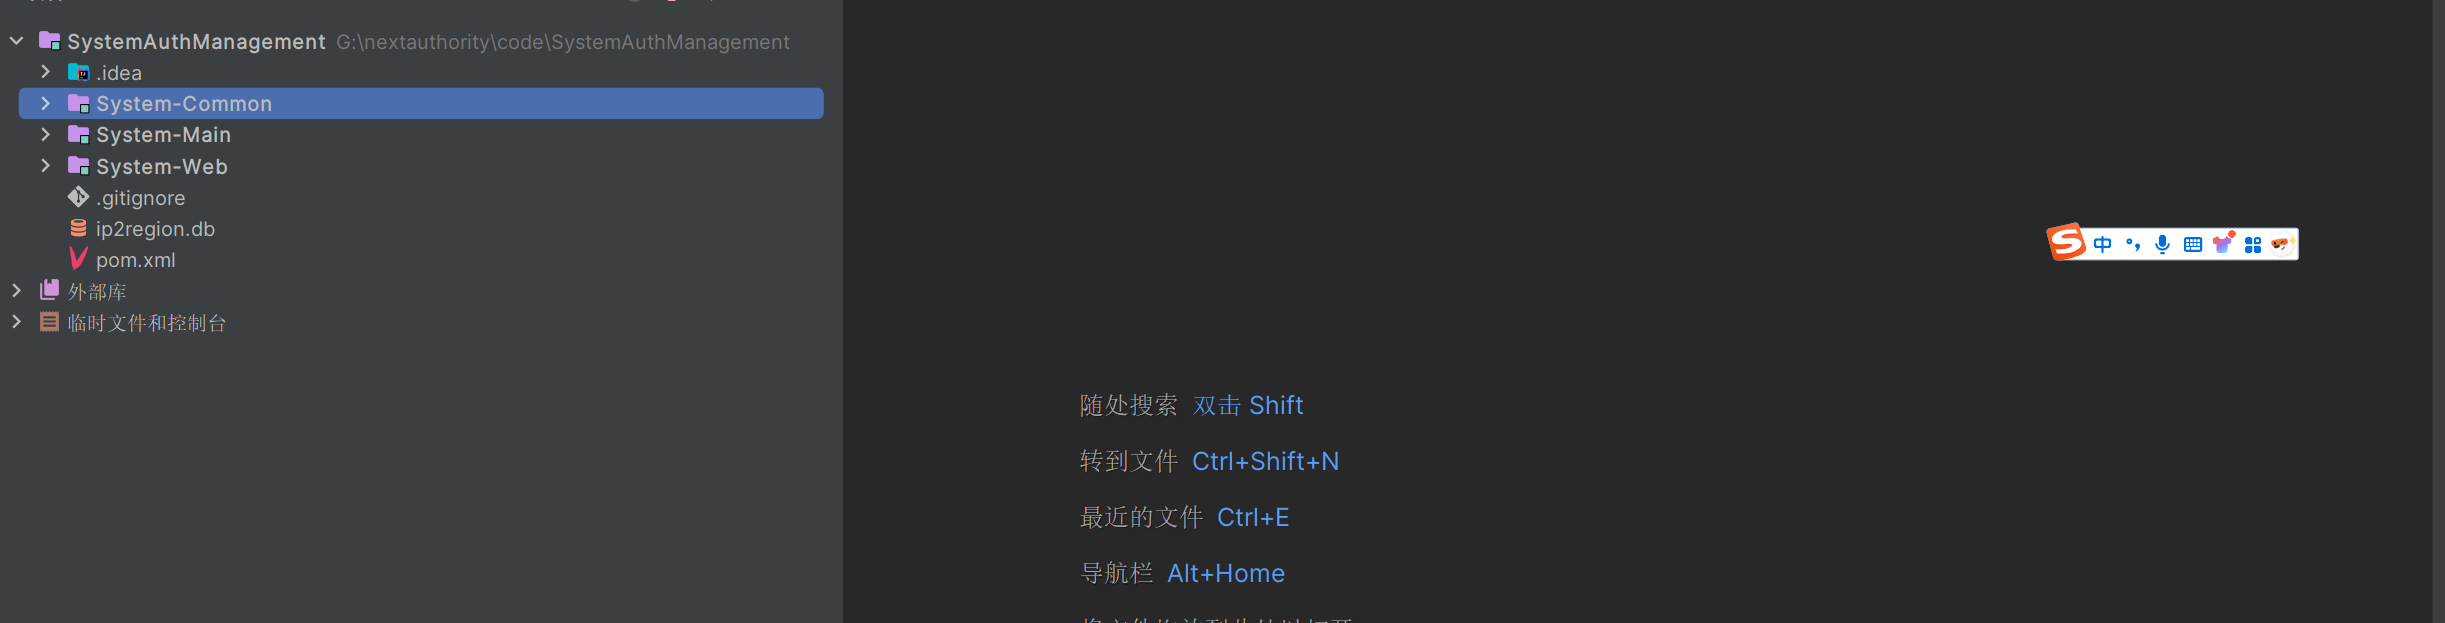 SystemAuthManagement G:\nextauthority\code\SystemAuthManagement
.idea
System-Common
System-Main
System-Web
.gitignore
ip2region.db
pom.xml
外部库
临时文件和控制台
中
随处搜索 双击 Shift
转到文件 Ctrl+Shift+N
最近的文件 Ctrl+E
导航栏 Alt+Home